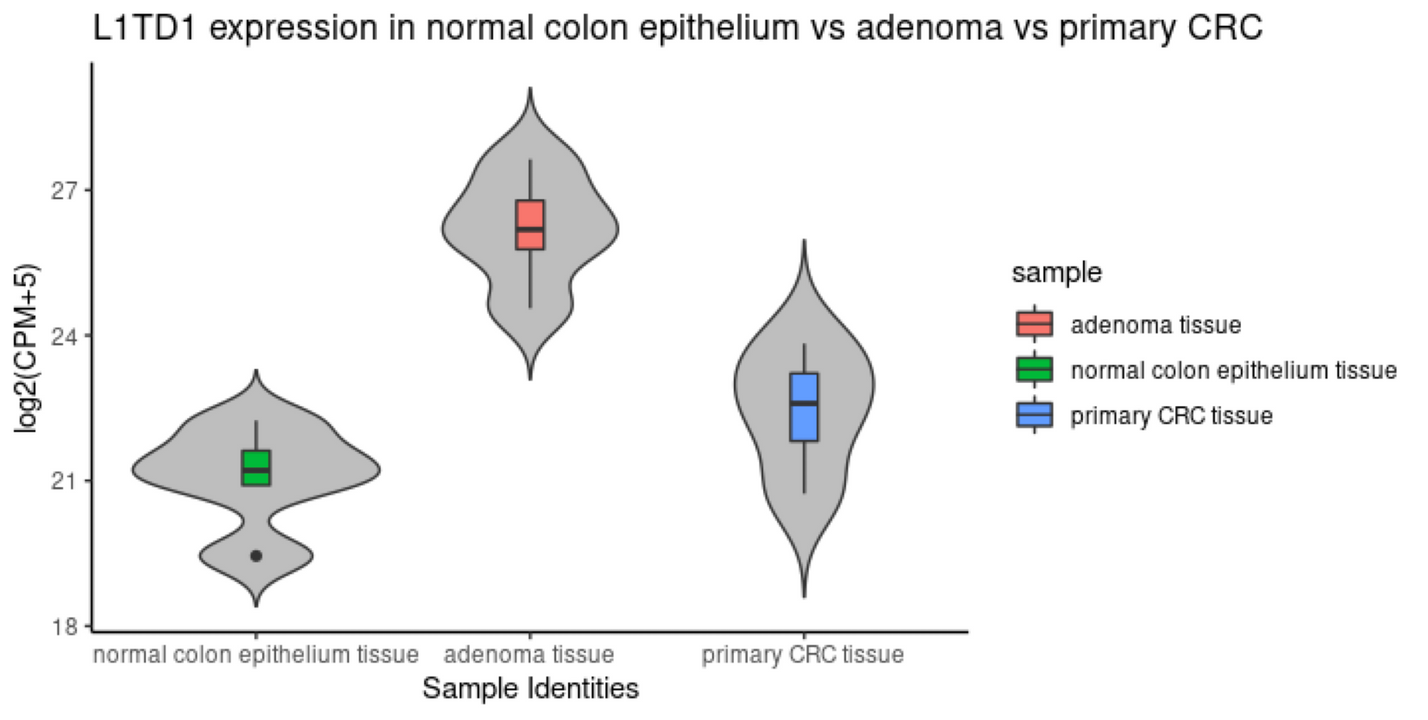 L1TD1 expression in normal colon epithelium vs adenoma vs primary CRC
log2(CPM+5)
27
24
21
18
normal colon epithelium tissue
adenoma tissue
primary CRC tissue
Sample Identities
sample
adenoma tissue
normal colon epithelium tissue
primary CRC tissue